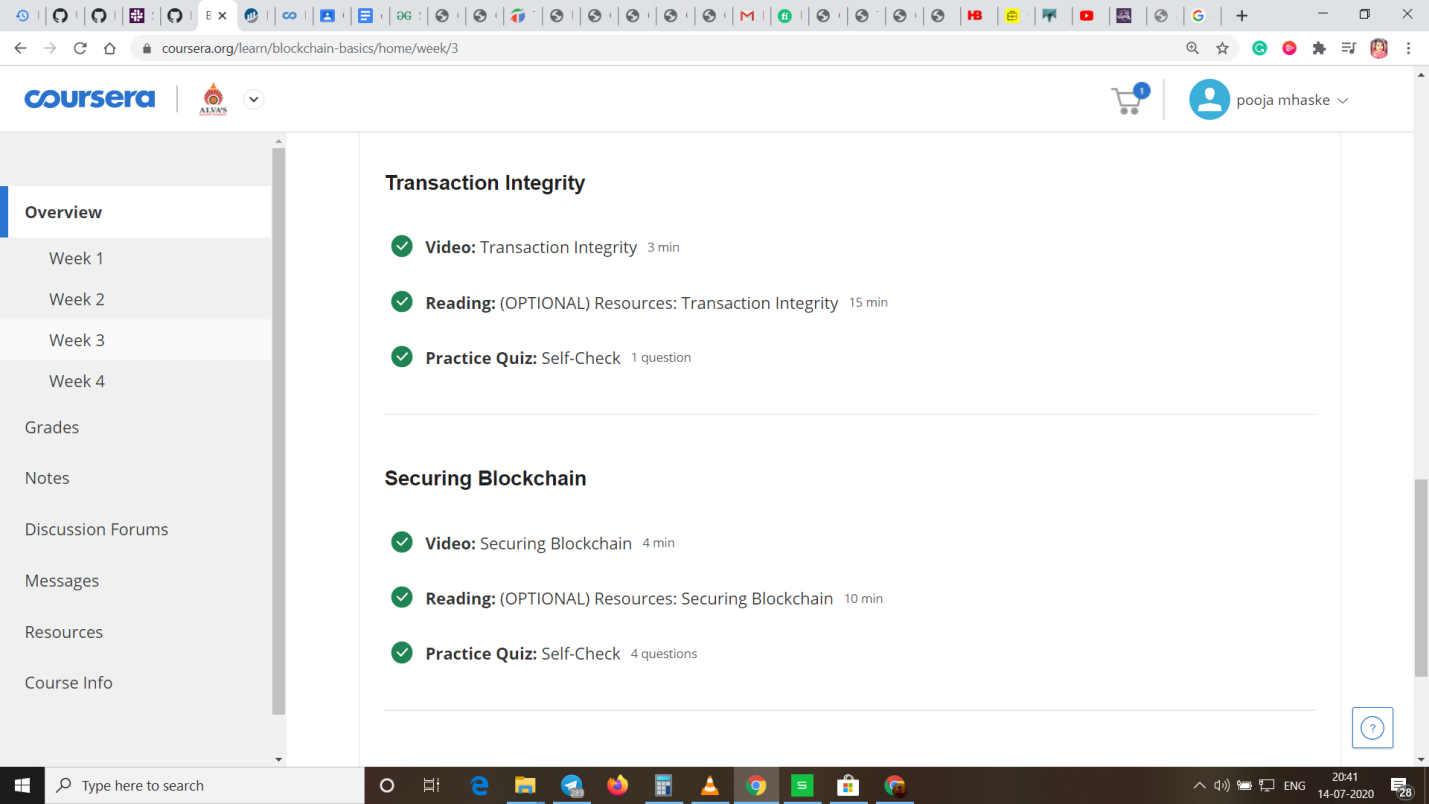 coursera.org/learn/blockchain-basics/home/week/3
coursera
ALVA'S
1
pooja mhaske
Overview
Week 1
Week 2
Week 3
Week 4
Grades
Notes
Discussion Forums
Messages
Resources
Course Info
Transaction Integrity
Video: Transaction Integrity 3 min
Reading: (OPTIONAL) Resources: Transaction Integrity 15 min
Practice Quiz: Self-Check 1 question
Securing Blockchain
Video: Securing Blockchain 4 min
Reading: (OPTIONAL) Resources: Securing Blockchain 10 min
Practice Quiz: Self-Check 4 questions
?
Type here to search
289
S
ENG
20:41
14-07-2020
28